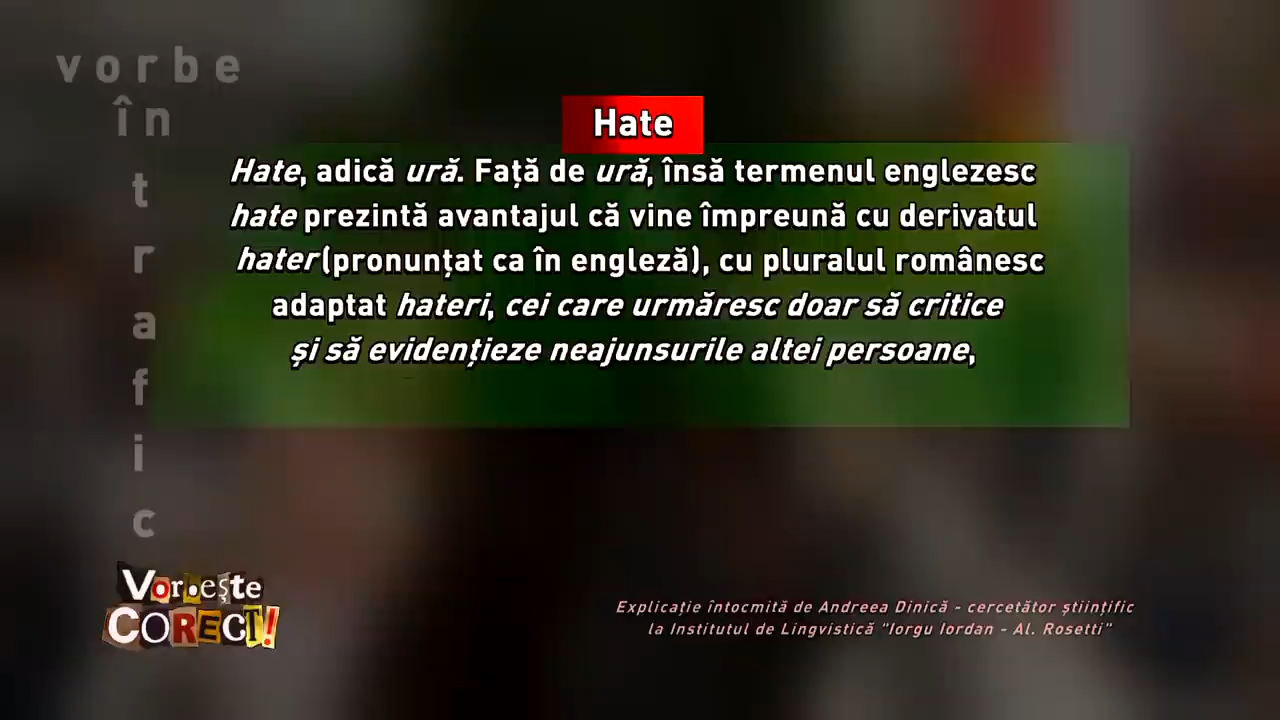 vorbe
în
trafic
Hate
Hate, adică ură. Față de ură, însă termenul englezesc
hate prezintă avantajul că vine împreună cu derivatul
hater (pronunțat ca în engleză), cu pluralul românesc
adaptat hateri, cei care urmăresc doar să critice
și să evidențieze neajunsurile altei persoane,
Vorbește
CORECT!
Explicație întocmită de Andreea Dinică - cercetător științific
la Institutul de Lingvistică "Iorgu Iordan - Al. Rosetti"